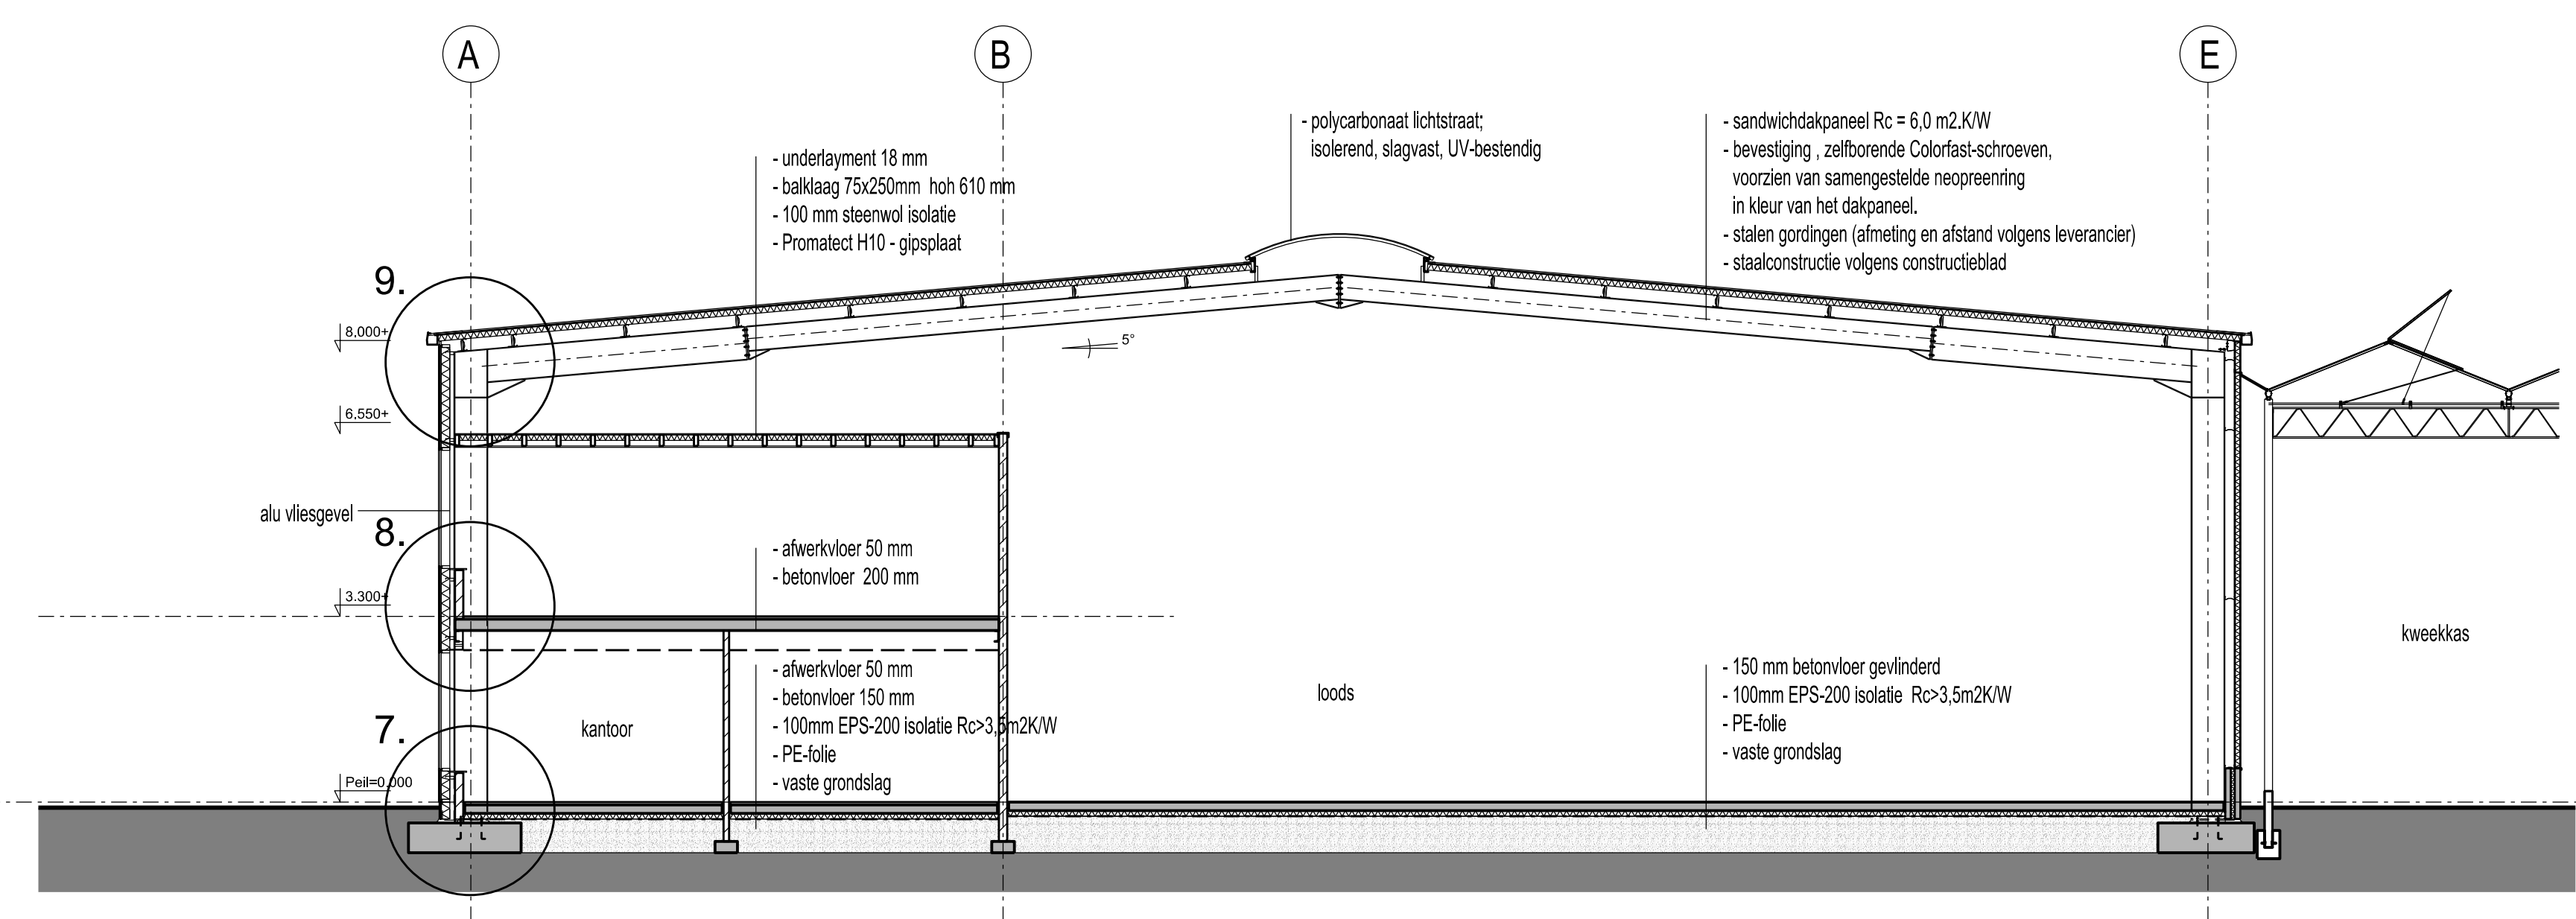 A
B
E
- underlayment 18 mm
- balklaag 75x250mm  hoh 610 mm
- 100 mm steenwol isolatie
- Promatect H10 - gipsplaat
- polycarbonaat lichtstraat;
isolerend, slagvast, UV-bestendig
- sandwichdakpaneel Rc = 6,0 m2.K/W
- bevestiging , zelfborende Colorfast-schroeven,
voorzien van samengestelde neopreenring
in kleur van het dakpaneel.
- stalen gordingen (afmeting en afstand volgens leverancier)
- staalconstructie volgens constructieblad
9.
8,000+
5°
6,550+
alu vliesgevel
8.
- afwerkvloer 50 mm
- betonvloer  200 mm
3.300+
kweekkas
- afwerkvloer 50 mm
- betonvloer 150 mm
- 100mm EPS-200 isolatie Rc>3,5m2K/W
- PE-folie
- vaste grondslag
loods
- 150 mm betonvloer gevlinderd
- 100mm EPS-200 isolatie  Rc>3,5m2K/W
- PE-folie
- vaste grondslag
kantoor
7.
Peil=0,000